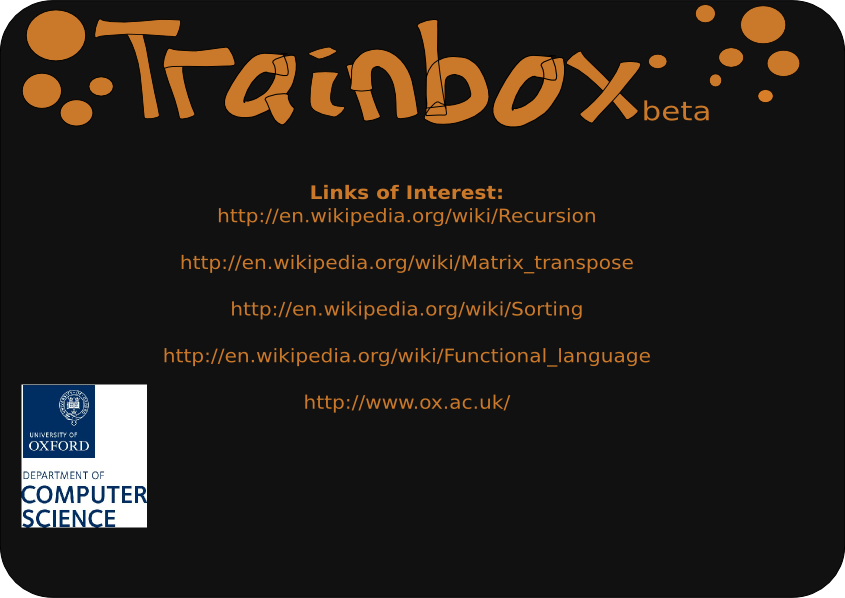 Trainbox
beta
Links of Interest:
http://en.wikipedia.org/wiki/Recursion
http://en.wikipedia.org/wiki/Matrix_transpose
http://en.wikipedia.org/wiki/Sorting
http://en.wikipedia.org/wiki/Functional_language
http://www.ox.ac.uk/
UNIVERSITY OF
OXFORD
DEPARTMENT OF
COMPUTER
SCIENCE